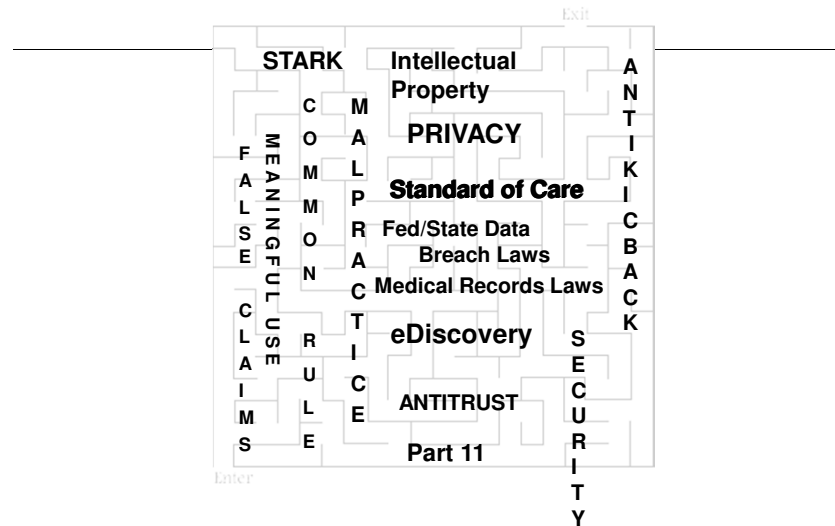 Exit
STARK
Intellectual
Property
PRIVACY
Standard of Care
Fed/State Data
Breach Laws
Medical Records Laws
eDiscovery
ANTITRUST
Part 11
FALSE CLAIMS
MEANINGFUL USE
COMMON RULE
MALPRACTICE
SECURITY
ANTIKICBACK
Enter